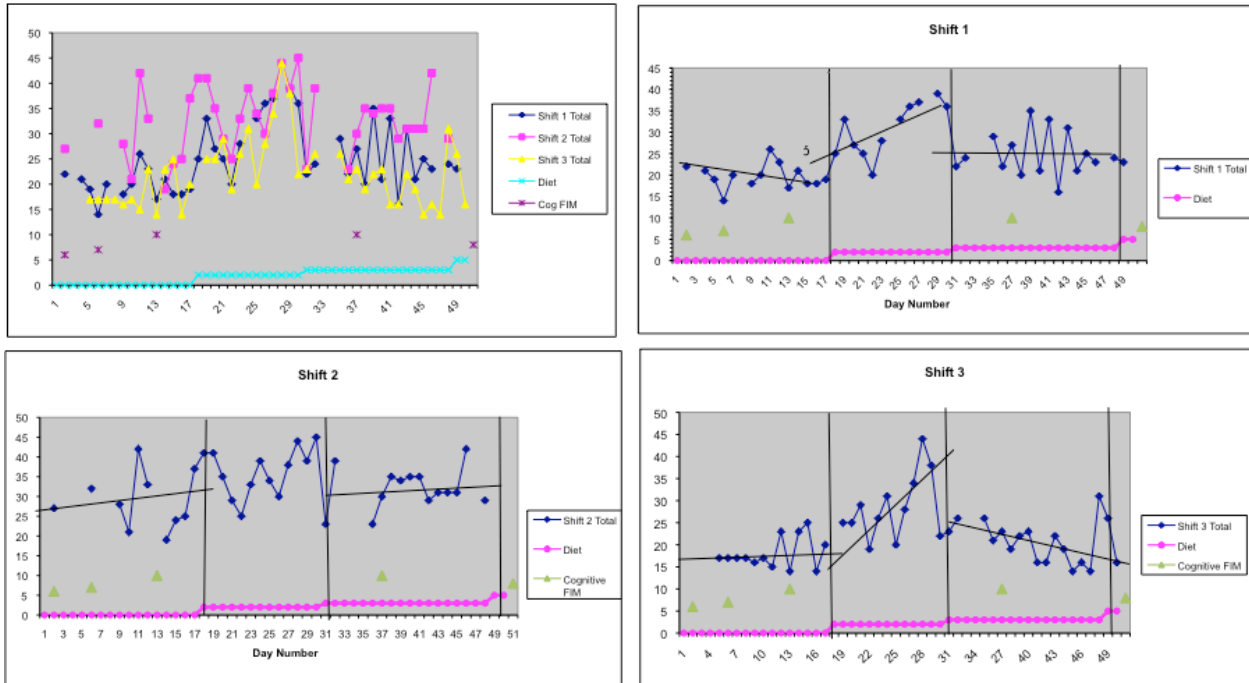 50
45
40
35
30
25
20
15
10
5
0
1 5 9 13 17 21 25 29 33 37 41 45 49
Shift 1 Total
Shift 2 Total
Shift 3 Total
Diet
Cog FIM
Shift 1
45
40
35
30
25
20
15
10
5
0
1 3 5 7 9 11 13 15 17 19 21 23 25 27 29 31 33 35 37 39 41 43 45 47 49
Day Number
Shift 1 Total
Diet
Shift 2
50
45
40
35
30
25
20
15
10
5
0
1 3 5 7 9 11 13 15 17 19 21 23 25 27 29 31 33 35 37 39 41 43 45 47 49 51
Day Number
Shift 2 Total
Diet
Cognitive
FIM
Shift 3
50
45
40
35
30
25
20
15
10
5
0
1 4 7 10 13 16 19 22 25 28 31 34 37 40 43 46 49
Shift 3 Total
Diet
Cognitive FIM